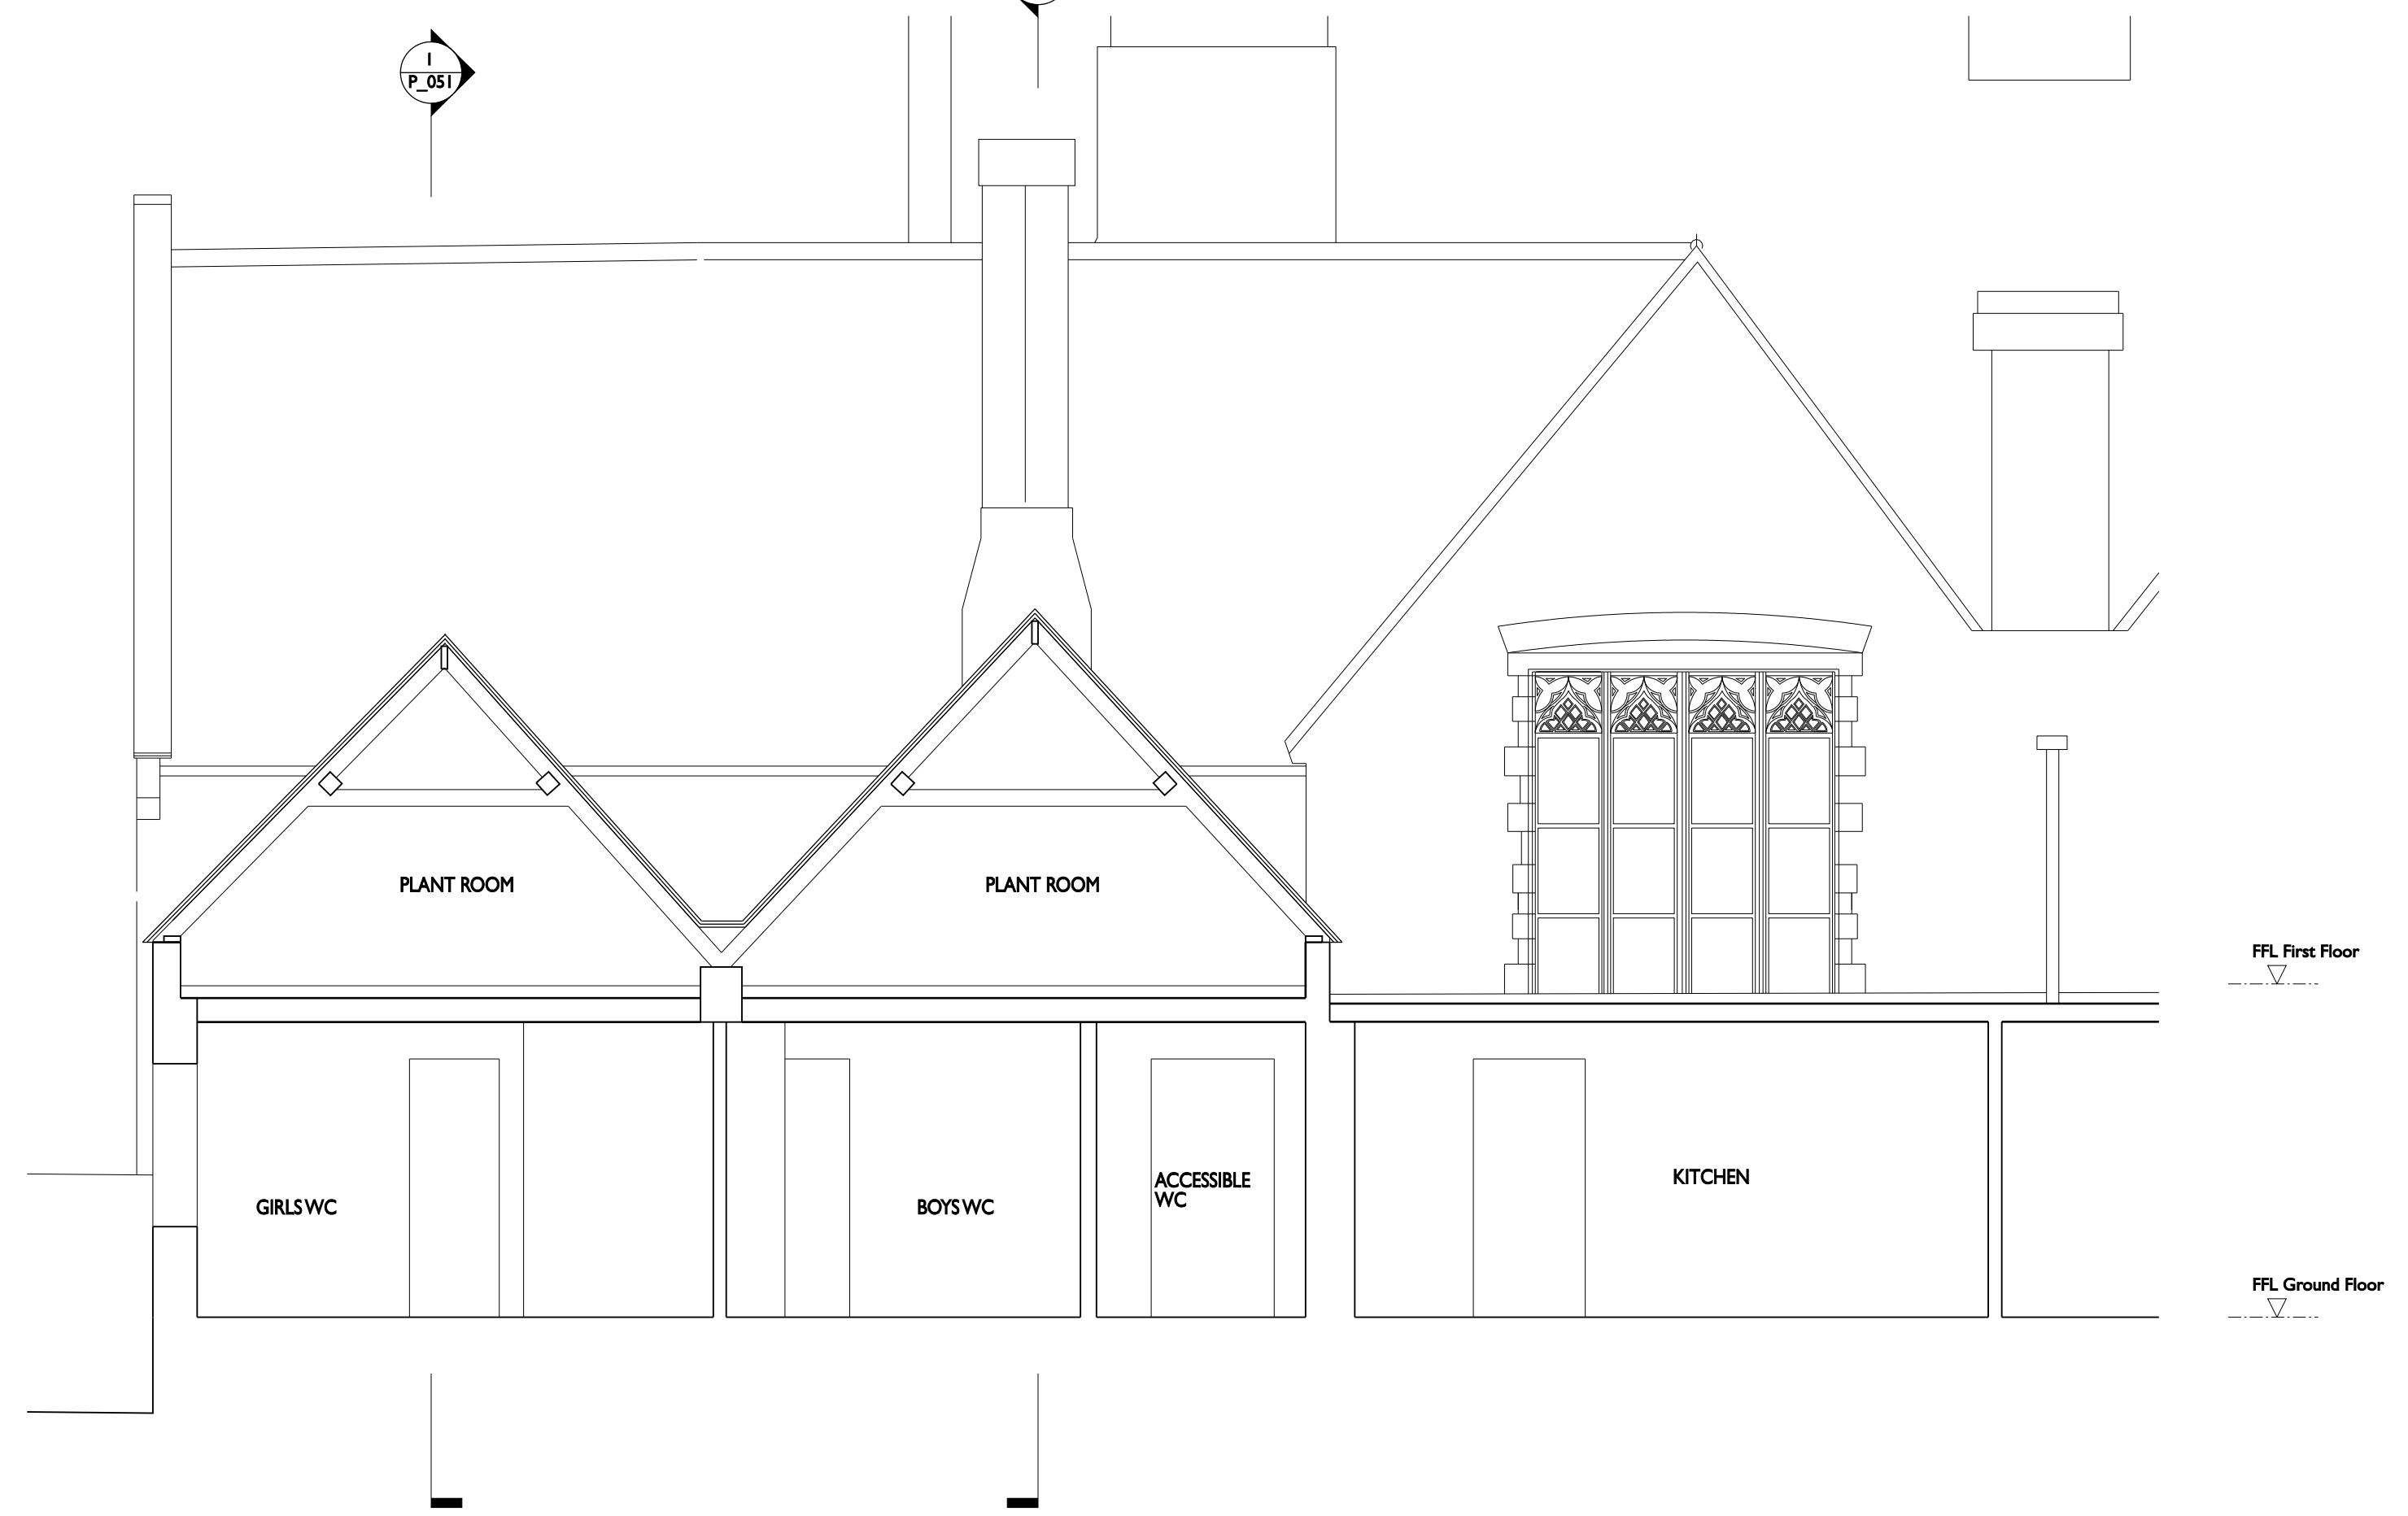 1
P_051
PLANT ROOM
PLANT ROOM
FFL First Floor
ACCESSIBLE
WC
KITCHEN
GIRLS WC
BOYS WC
FFL Ground Floor